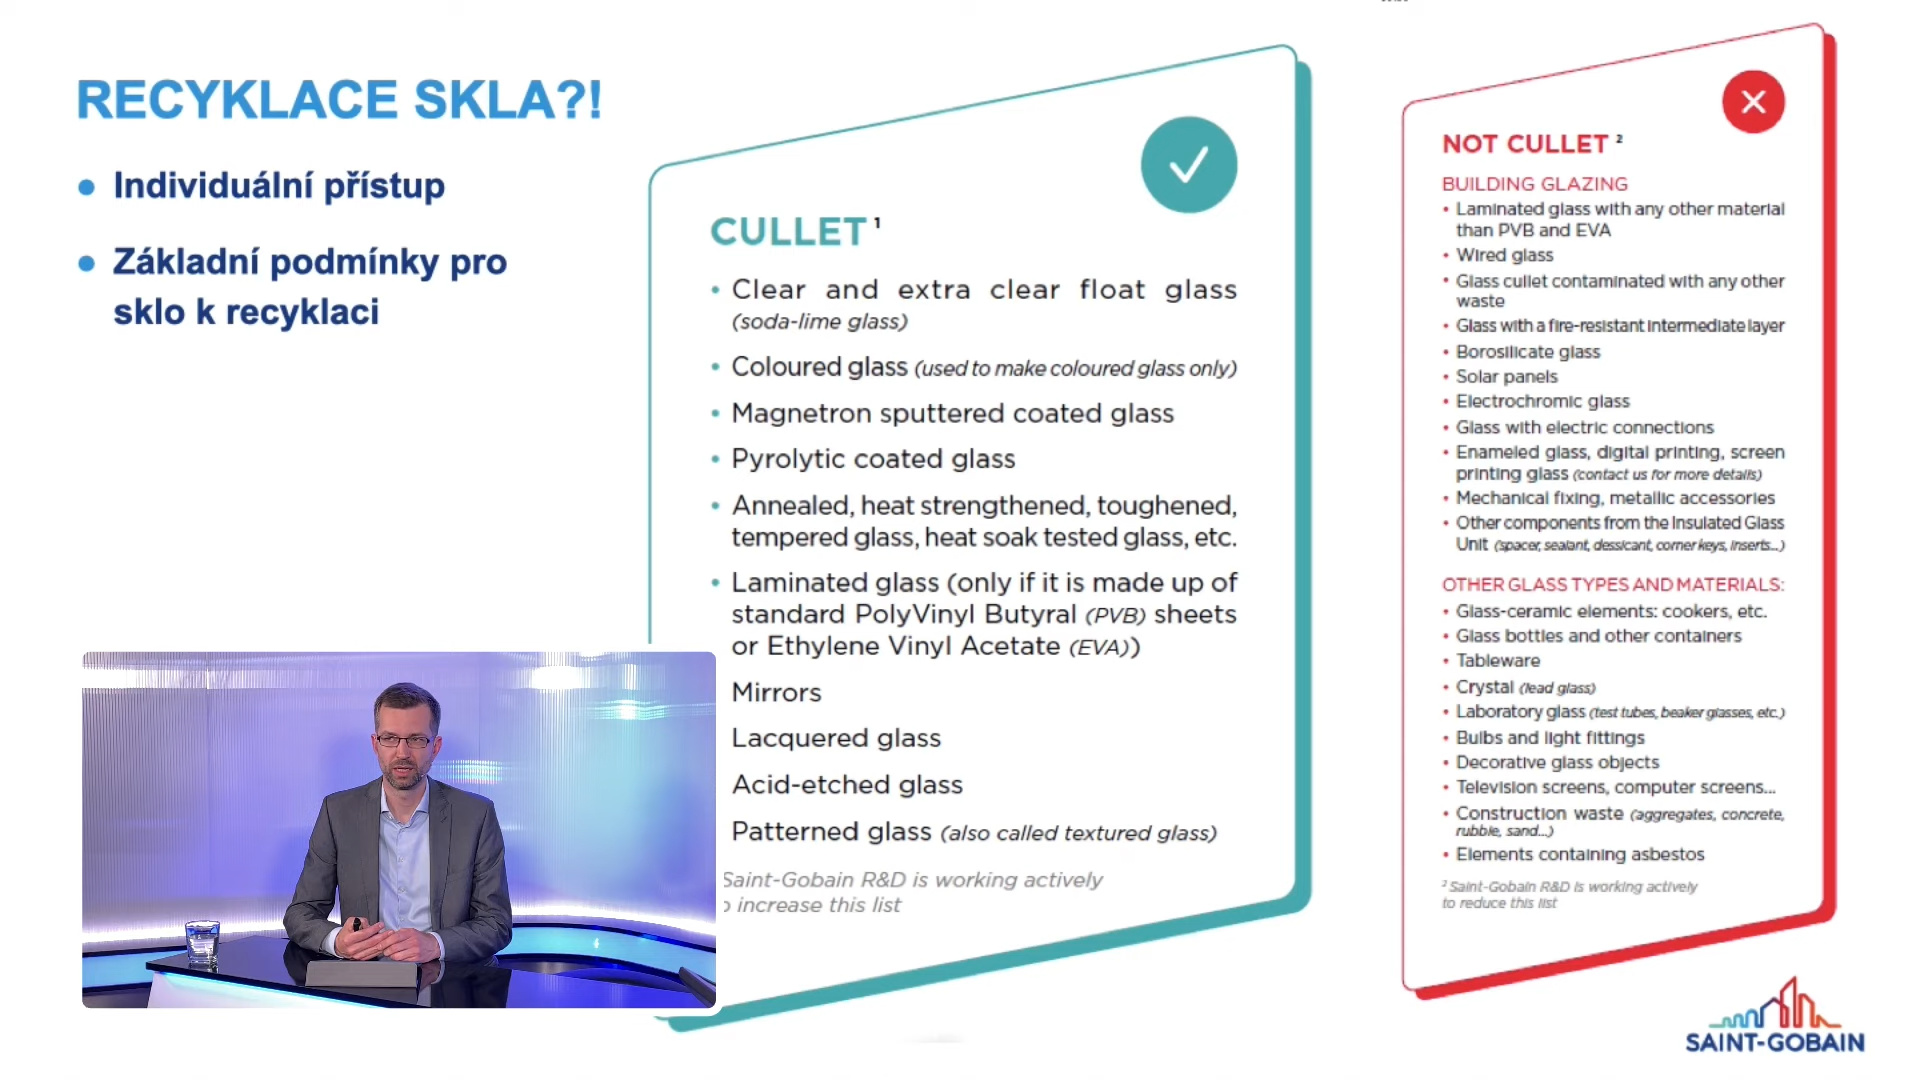 RECYKLACE SKLA?!
• Individuální přístup
• Základní podmínky pro
sklo k recyklaci
CULLET ¹
• Clear and extra clear float glass
(soda-lime glass)
• Coloured glass (used to make coloured glass only)
• Magnetron sputtered coated glass
• Pyrolytic coated glass
• Annealed, heat strengthened, toughened,
tempered glass, heat soak tested glass, etc.
• Laminated glass (only if it is made up of
standard PolyVinyl Butyral (PVB) sheets
or Ethylene Vinyl Acetate (EVA))
Mirrors
Lacquered glass
Acid-etched glass
Patterned glass (also called textured glass)
Saint-Gobain R&D is working actively
o increase this list
NOT CULLET ²
BUILDING GLAZING
• Laminated glass with any other material
than PVB and EVA
• Wired glass
• Glass cullet contaminated with any other
waste
• Glass with a fire-resistant intermediate layer
• Borosilicate glass
• Solar panels
• Electrochromic glass
• Glass with electric connections
• Enameled glass, digital printing, screen
printing glass (contact us for more details)
• Mechanical fixing, metallic accessories
• Other components from the Insulated Glass
Unit (spacer, sealant, dessicant, corner keys, inserts...)
OTHER GLASS TYPES AND MATERIALS:
• Glass-ceramic elements: cookers, etc.
• Glass bottles and other containers
• Tableware
• Crystal (lead glass)
• Laboratory glass (test tubes, beaker glasses, etc.)
• Bulbs and light fittings
• Decorative glass objects
• Television screens, computer screens...
• Construction waste (aggregates, concrete,
rubble, sand...)
• Elements containing asbestos
² Saint-Gobain R&D is working actively
to reduce this list
SAINT-GOBAIN